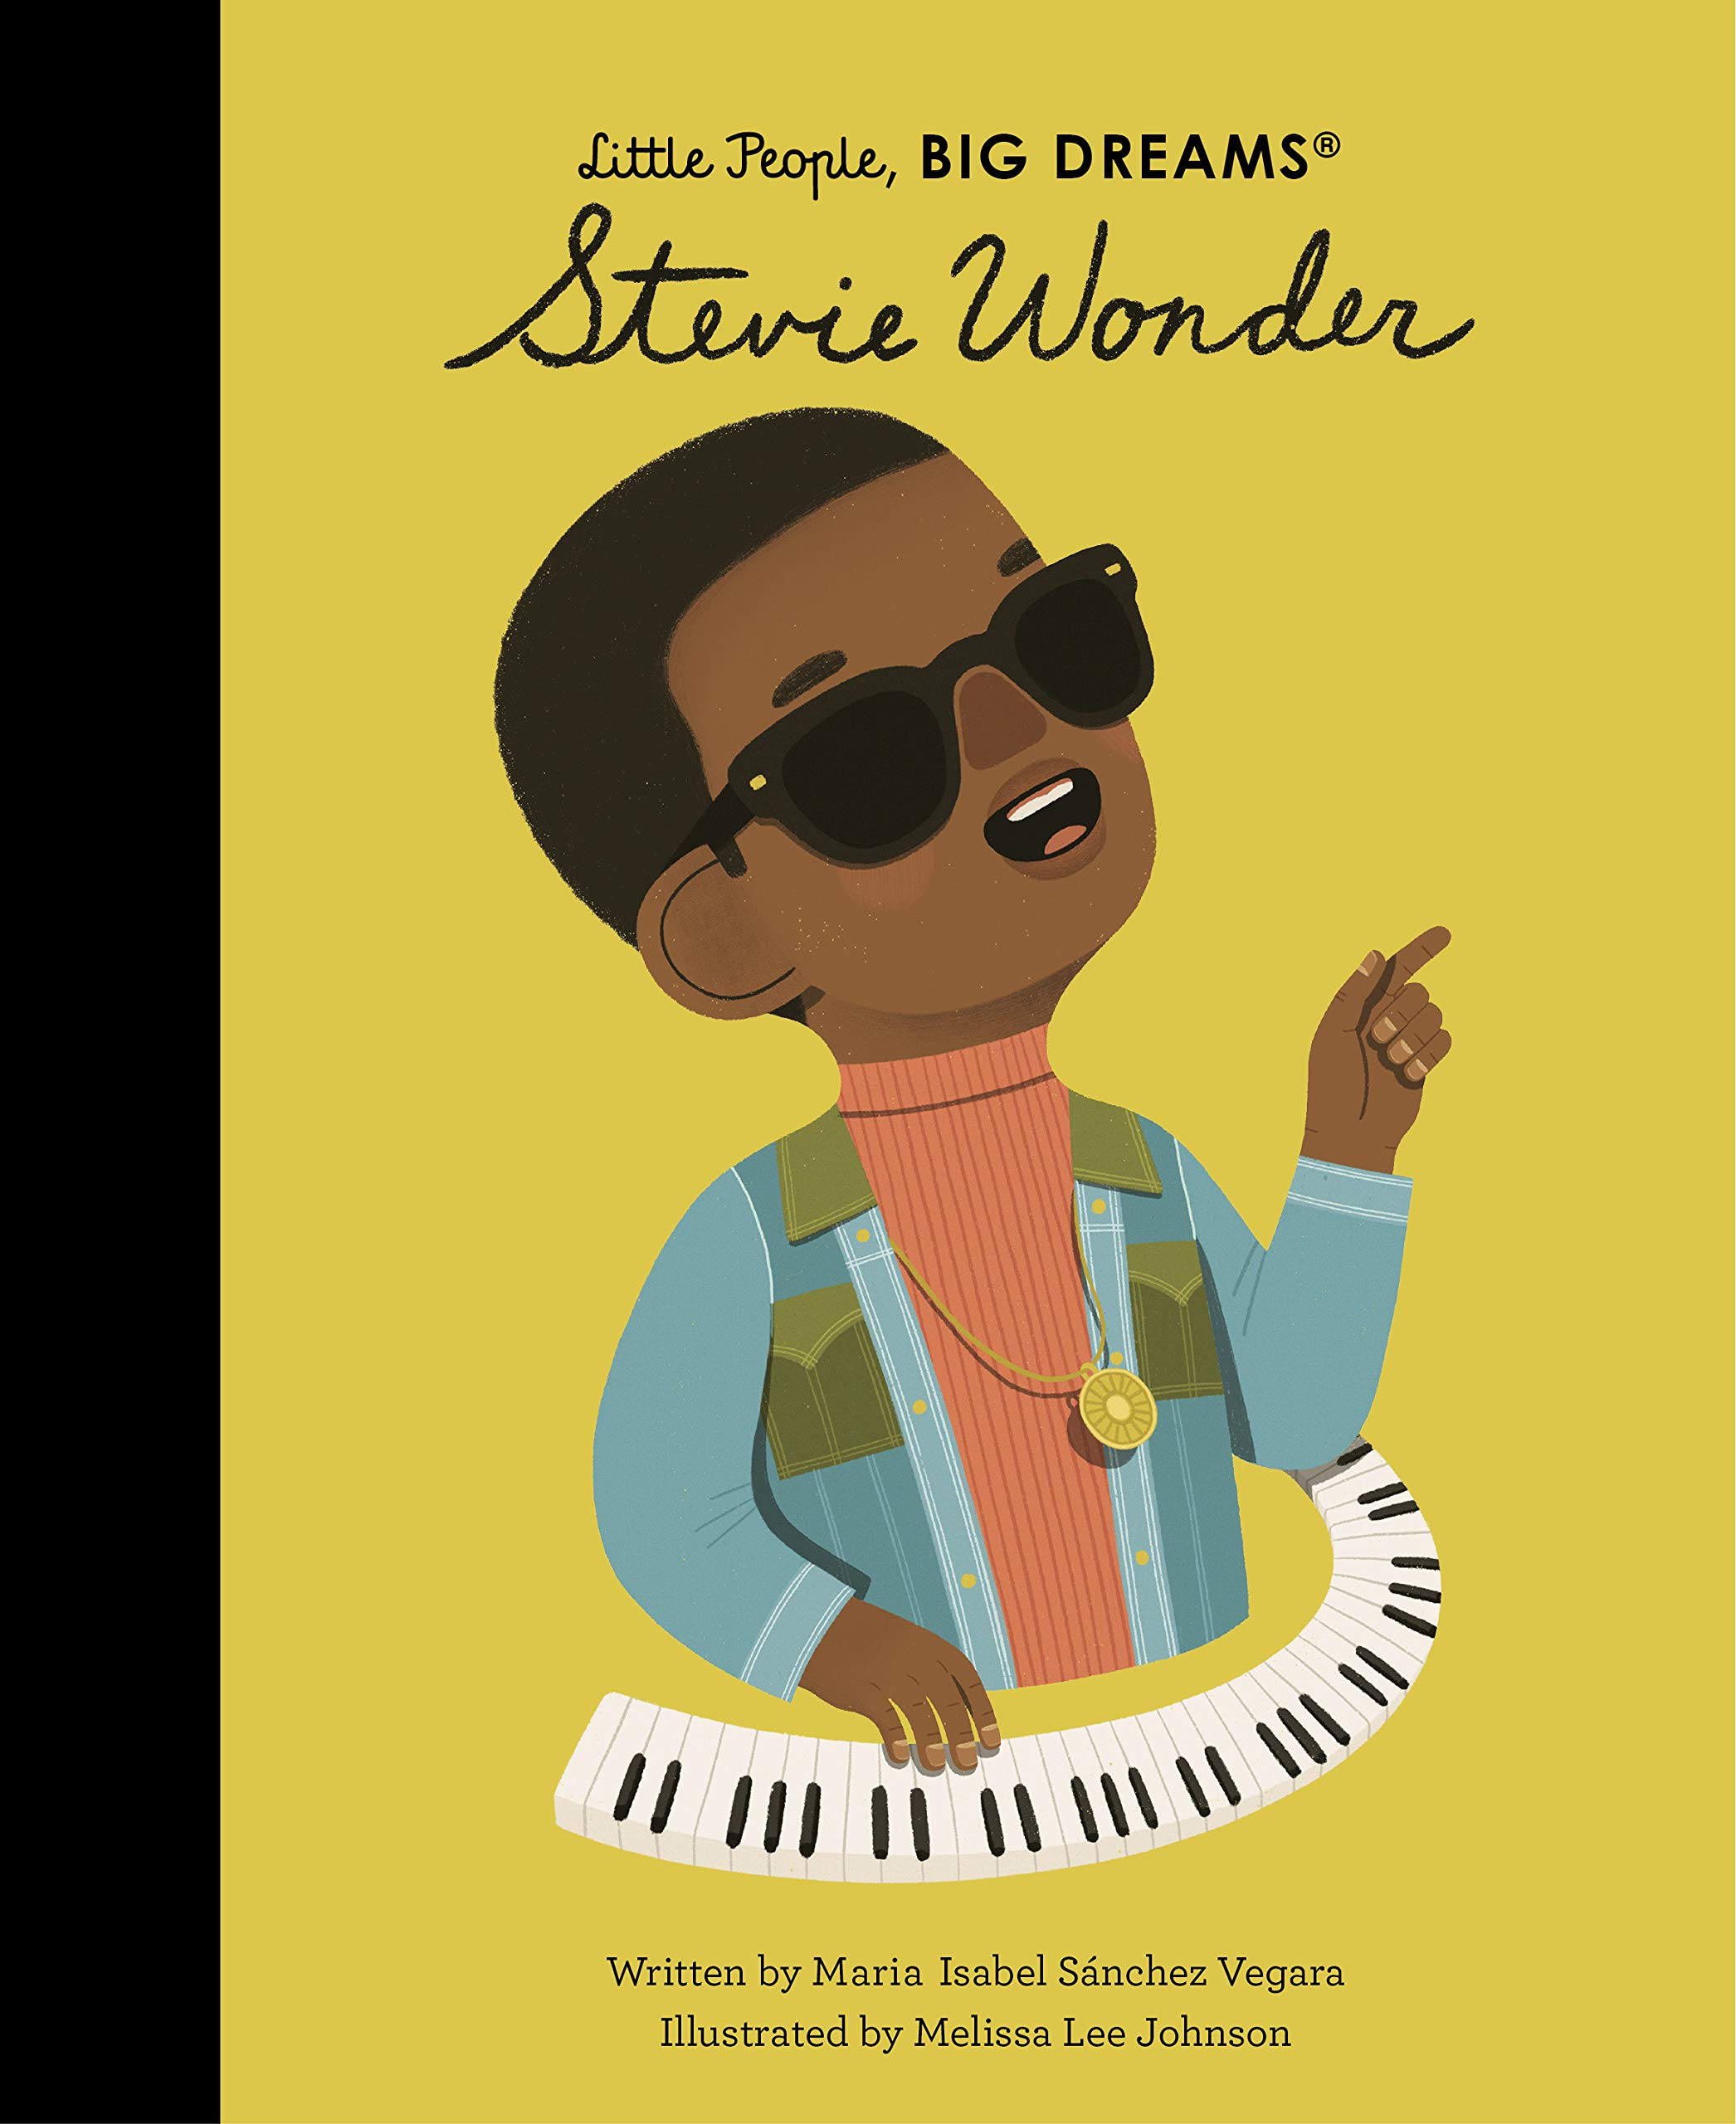 Little People, BIG DREAMS®
Stevie Wonder
Written by Maria Isabel Sánchez Vegara
Illustrated by Melissa Lee Johnson